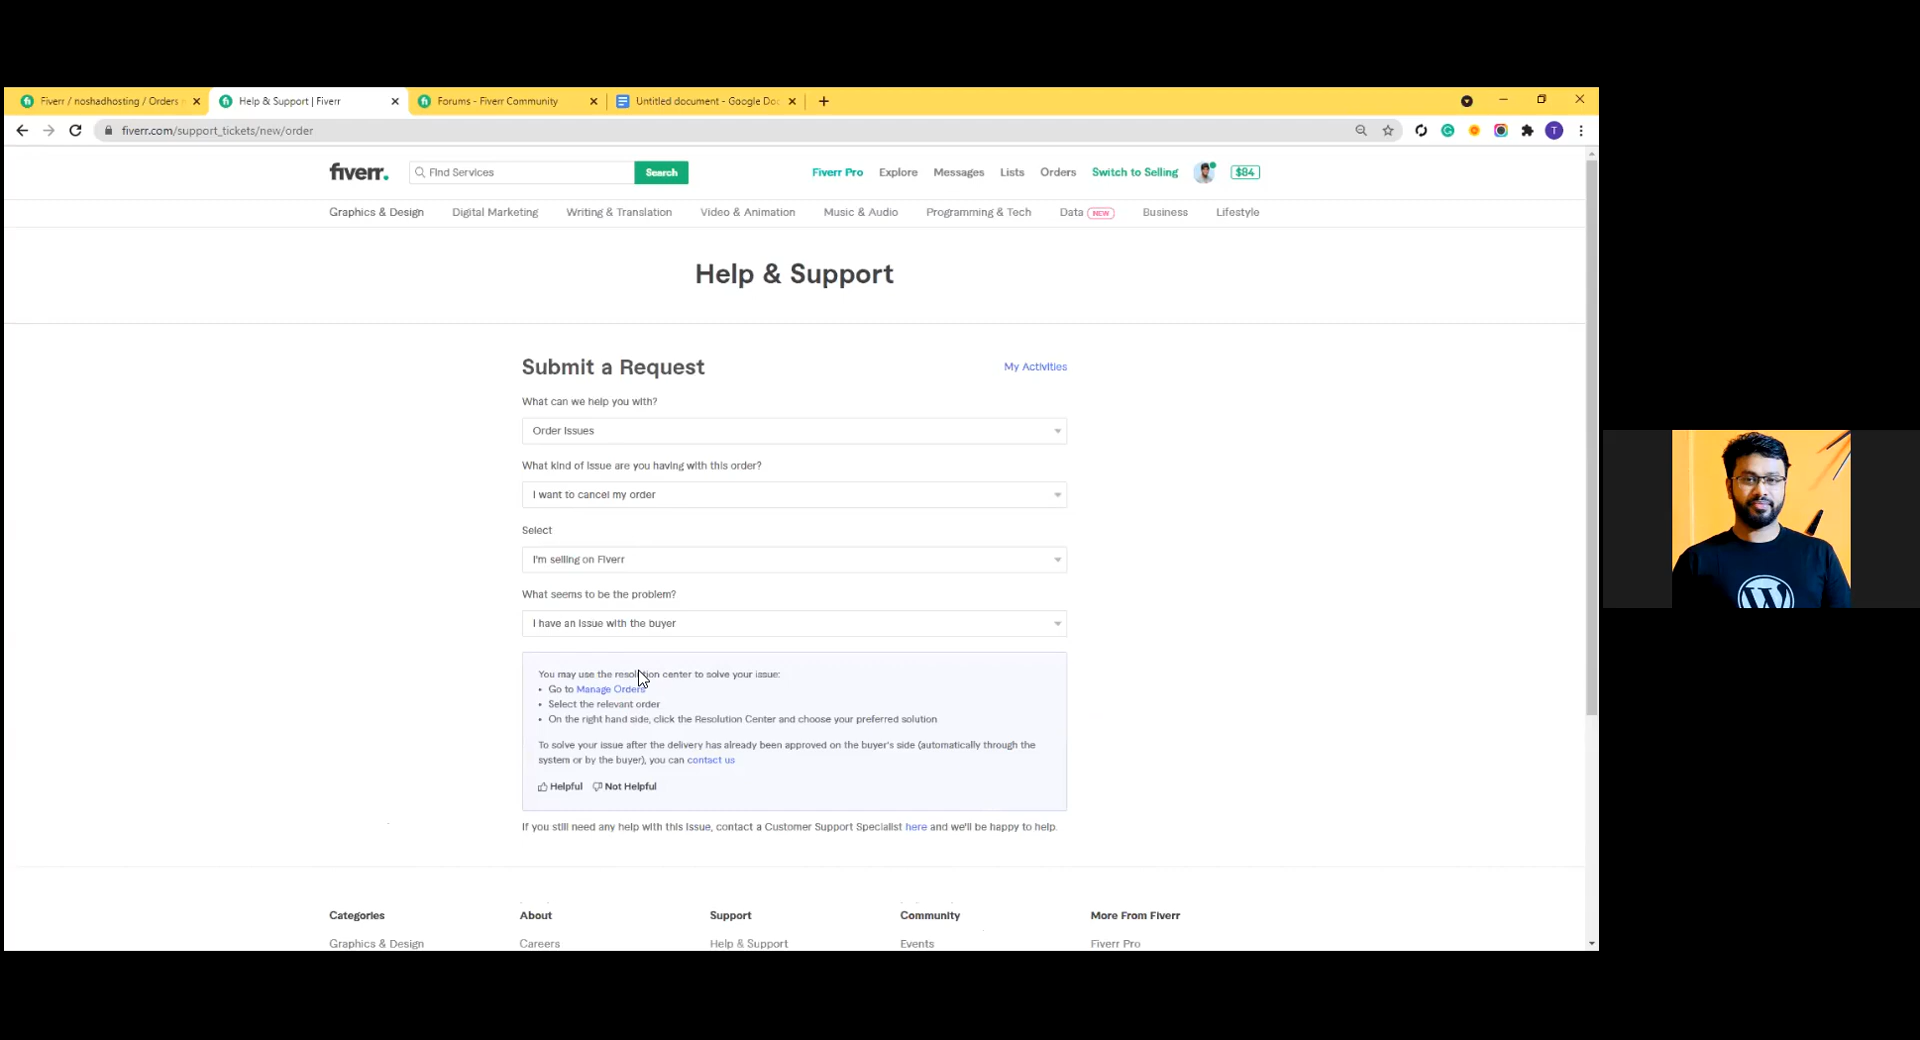 Fiverr / noshadhosting / Orders
Help & Support | Fiverr
Forums - Fiverr Community
Untitled document - Google Doc
fiverr.com/support_tickets/new/order
T
fiverr.
Find Services
Search
Fiverr Pro
Explore
Messages
Lists
Orders
Switch to Selling
$84
Graphics & Design
Digital Marketing
Writing & Translation
Video & Animation
Music & Audio
Programming & Tech
Data NEW
Business
Lifestyle
Help & Support
Submit a Request
My Activities
What can we help you with?
Order Issues
What kind of issue are you having with this order?
I want to cancel my order
Select
I'm selling on Fiverr
What seems to be the problem?
I have an issue with the buyer
You may use the resolution center to solve your issue:
• Go to Manage Orders
• Select the relevant order
• On the right hand side, click the Resolution Center and choose your preferred solution
To solve your issue after the delivery has already been approved on the buyer's side (automatically through the
system or by the buyer), you can contact us
Helpful
Not Helpful
If you still need any help with this issue, contact a Customer Support Specialist here and we'll be happy to help.
Categories
About
Support
Community
More From Fiverr
Graphics & Design
Careers
Help & Support
Events
Fiverr Pro